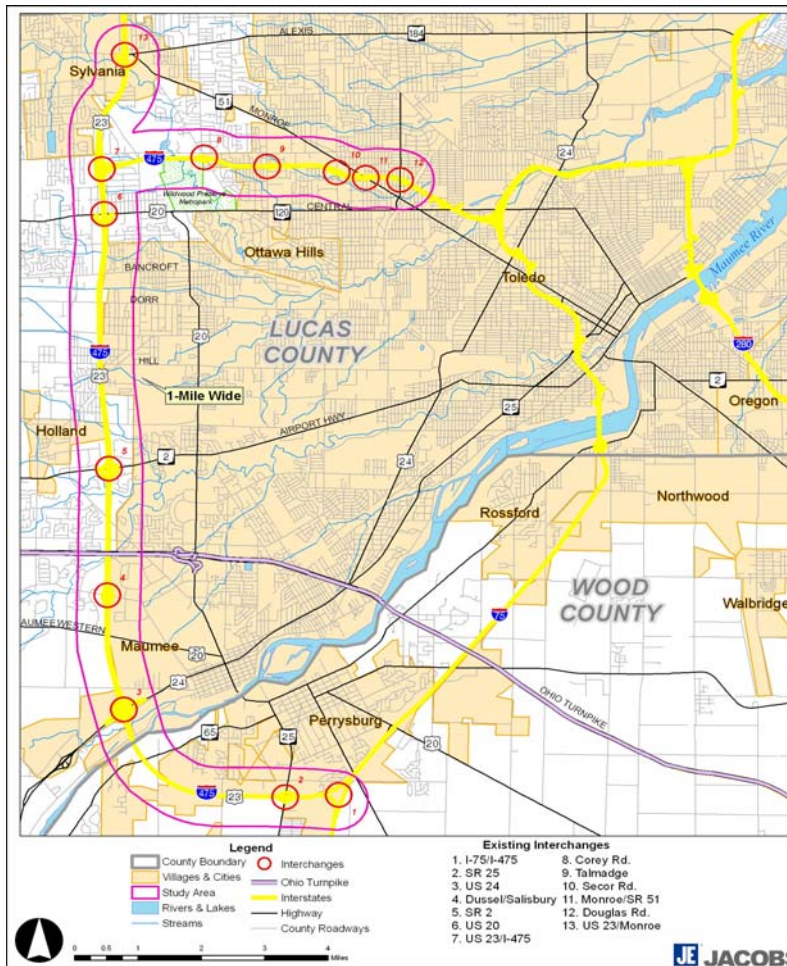 ALEXIS
184
13
Sylvania
51
MONROE
23
24
8
9
10
11
12
7
475
Wildwood Preserve
Metropark
6
20
120
CENTRAL
Ottawa Hills
Maumee River
BANCROFT
Toledo
DORR
20
LUCAS
COUNTY
475
280
HILL
23
2
1-Mile Wide
Oregon
25
Holland
AIRPORT HWY
5
2
24
Northwood
Rossford
WOOD
COUNTY
4
75
Walbridge
AUMEE WESTERN
Maumee
20
24
3
OHIO TURNPIKE
65
Perrysburg
25
20
2
475
23
1
Legend
County Boundary
Villages & Cities
Study Area
Rivers & Lakes
Streams
Interchanges
Ohio Turnpike
Interstates
Highway
County Roadways
Existing Interchanges
1. I-75/I-475
2. SR 25
3. US 24
4. Dussel/Salisbury
5. SR 2
6. US 20
7. US 23/I-475
8. Corey Rd.
9. Talmadge
10. Secor Rd.
11. Monroe/SR 51
12. Douglas Rd.
13. US 23/Monroe
0 0.5 1 2 3 4
Miles
JE JACOBS